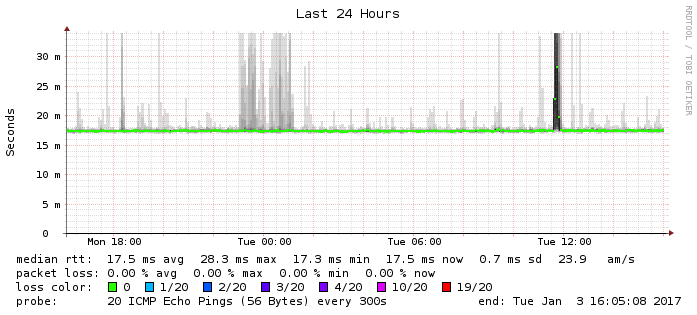 Last 24 Hours
RRDTOOL / TOBI OETIKER
Seconds
30 m
25 m
20 m
15 m
10 m
5 m
0
Mon 18:00 Tue 00:00 Tue 06:00 Tue 12:00
median rtt: 17.5 ms avg 28.3 ms max 17.3 ms min 17.5 ms now 0.7 ms sd 23.9 am/s
packet loss: 0.00 % avg 0.00 % max 0.00 % min 0.00 % now
loss color: 0 1/20 2/20 3/20 4/20 10/20 19/20
probe: 20 ICMP Echo Pings (56 Bytes) every 300s end: Tue Jan 3 16:05:08 2017